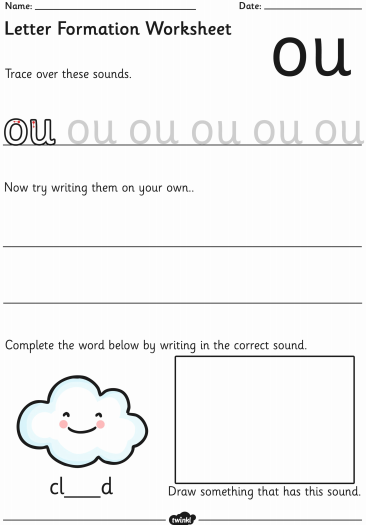 Name: ____________ Date: ____________
Letter Formation Worksheet
ou
Trace over these sounds.
ou ou ou ou ou ou
Now try writing them on your own..
Complete the word below by writing in the correct sound.
cl___d
Draw something that has this sound.
twinkl